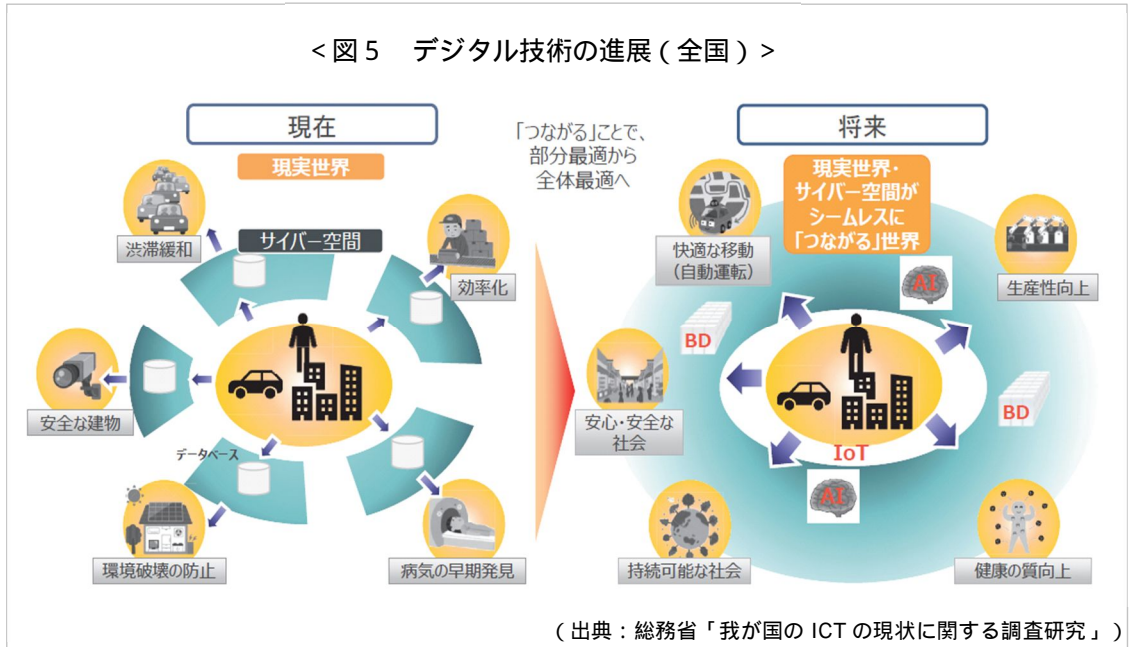 <図5 デジタル技術の進展(全国)>
現在
現実世界
サイバー空間
渋滞緩和
効率化
安全な建物
データベース
環境破壊の防止
病気の早期発見
「つながる」ことで、
部分最適から
全体最適へ
将来
現実世界・
サイバー空間が
シームレスに
「つながる」世界
快適な移動
(自動運転)
AI
生産性向上
BD
安心・安全な
社会
BD
IoT
AI
持続可能な社会
健康の質向上
(出典:総務省「我が国の ICT の現状に関する調査研究」)